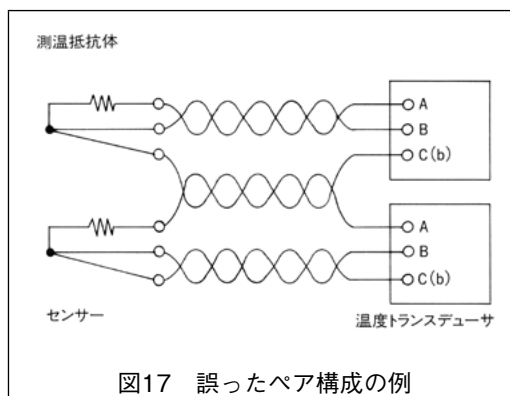 測温抵抗体
A
B
C(b)
A
B
C(b)
センサー
温度トランスデューサ
図17 誤ったペア構成の例